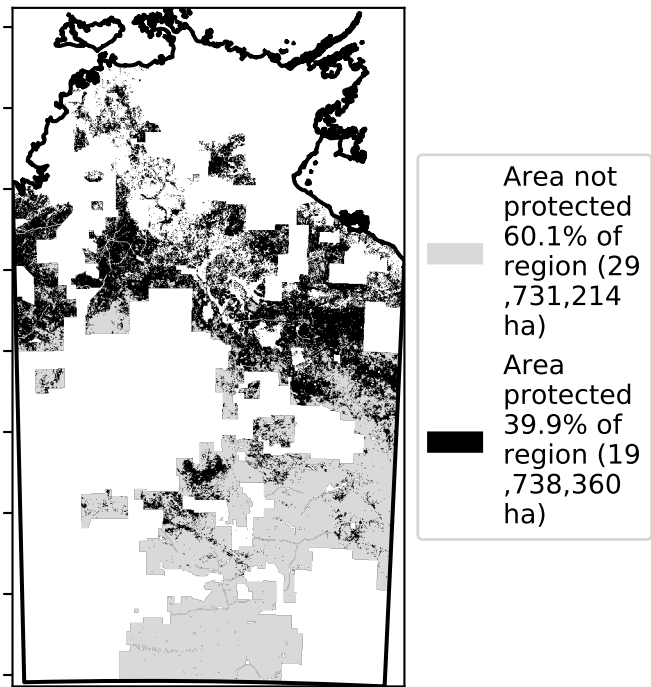 Area not
protected
60.1% of
region (29
,731,214
ha)
Area
protected
39.9% of
region (19
,738,360
ha)